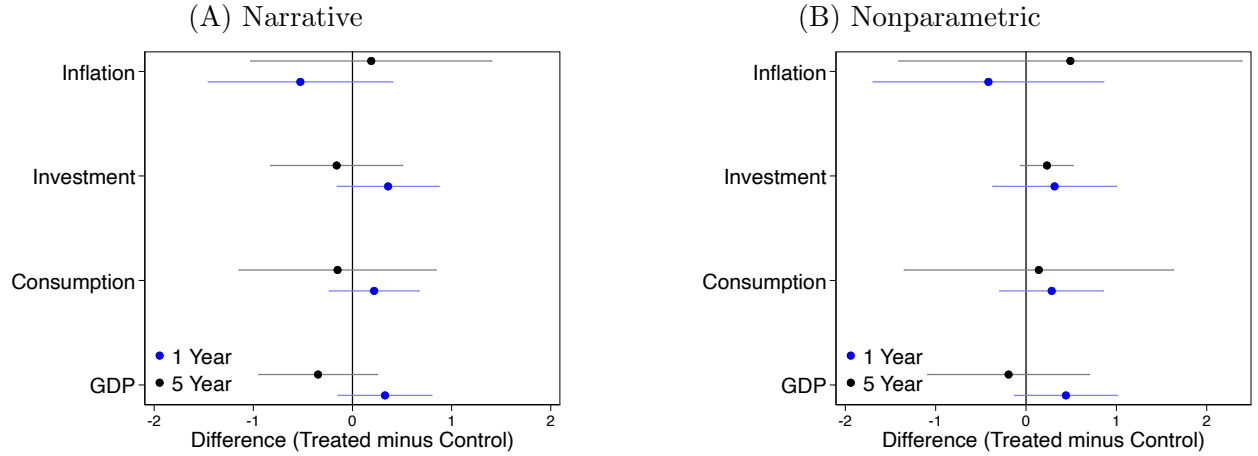 (A) Narrative
Inflation
Investment
Consumption
GDP
1 Year
5 Year
-2 -1 0 1 2
Difference (Treated minus Control)
(B) Nonparametric
Inflation
Investment
Consumption
GDP
1 Year
5 Year
-2 -1 0 1 2
Difference (Treated minus Control)